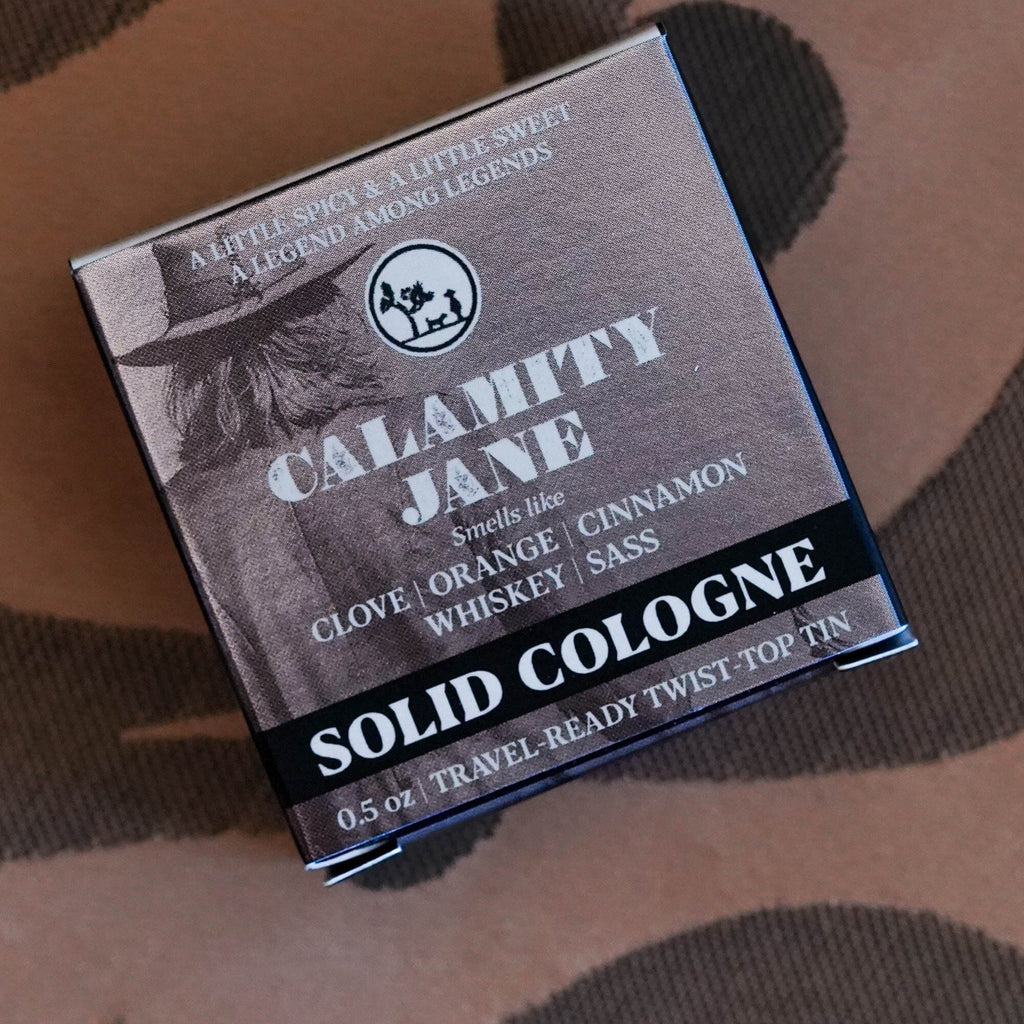 A LITTLE SPICY & A LITTLE SWEET
A LEGEND AMONG LEGENDS
CALAMITY
JANE
Smells like
CLOVE | ORANGE | CINNAMON
WHISKEY | SASS
SOLID COLOGNE
0.5 oz | TRAVEL-READY TWIST-TOP TIN